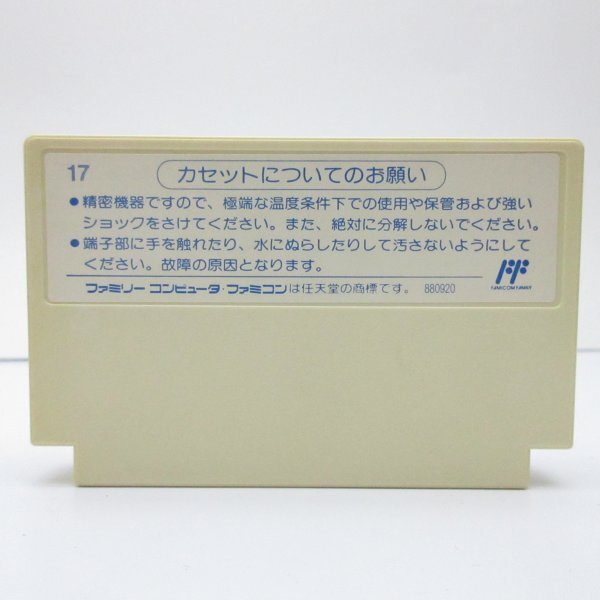 17
カセットについてのお願い
●精密機器ですので、極端な温度条件下での使用や保管および強い
ショックをさけてください。また、絶対に分解しないでください。
●端子部に手を触れたり、水にぬらしたりして汚さないようにして
ください。故障の原因となります。
FF
FAMICOM FAMILY
ファミリー コンピュータ・ファミコンは任天堂の商標です。 880920